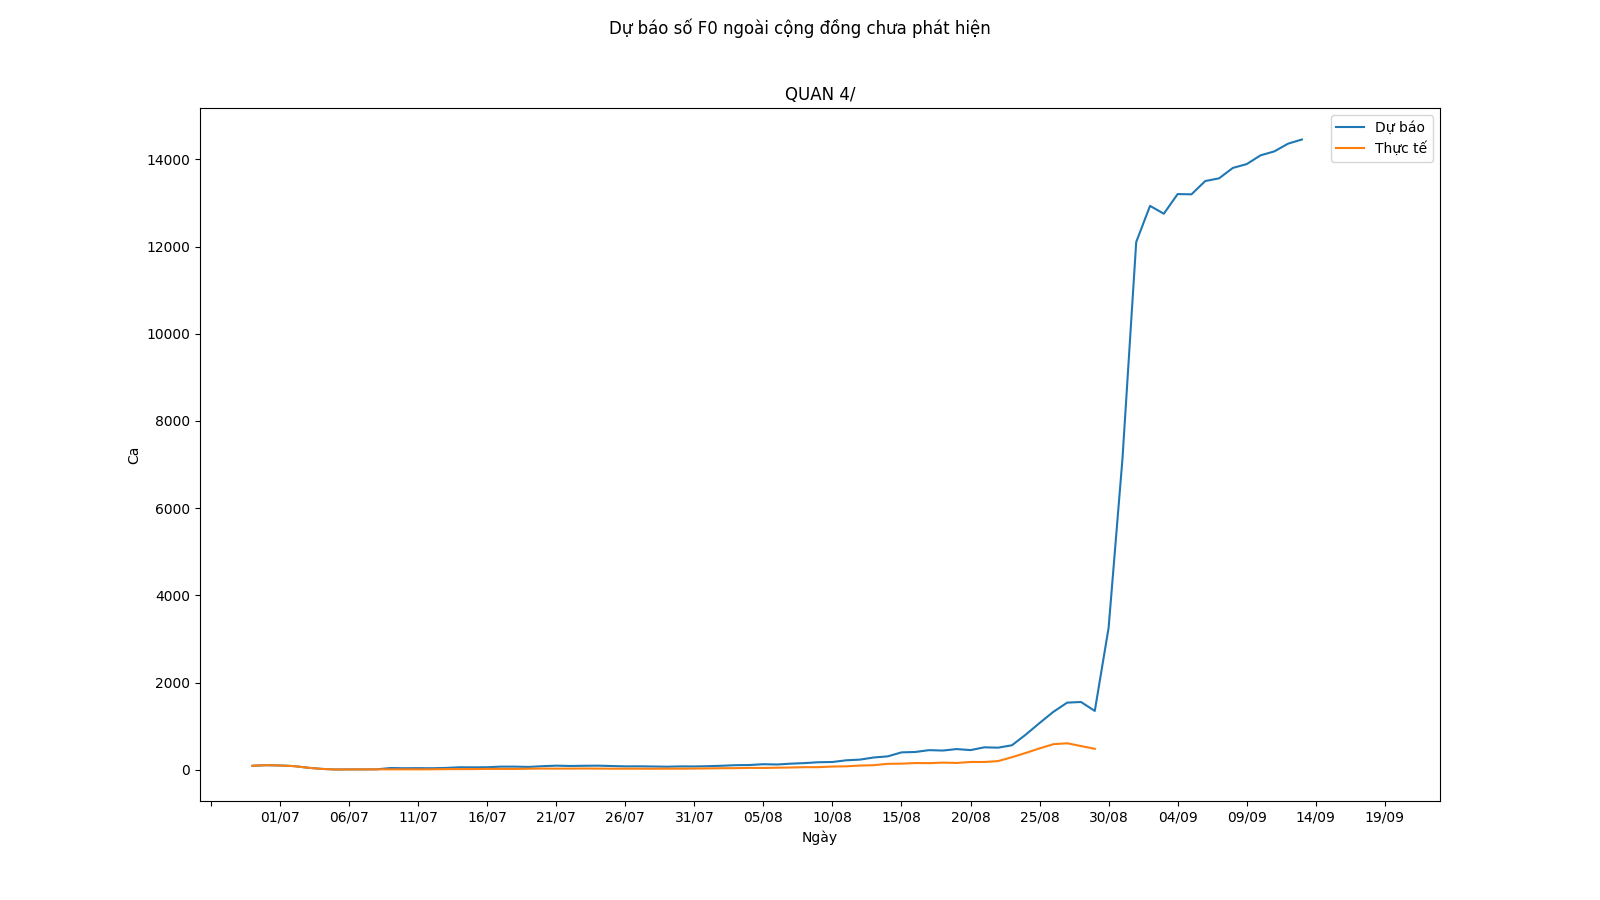 Dự báo số F0 ngoài cộng đồng chưa phát hiện
QUAN 4/
Dự báo
Thực tế
14000
12000
10000
8000
6000
4000
2000
0
Ca
01/07 06/07 11/07 16/07 21/07 26/07 31/07 05/08 10/08 15/08 20/08 25/08 30/08 04/09 09/09 14/09 19/09
Ngày